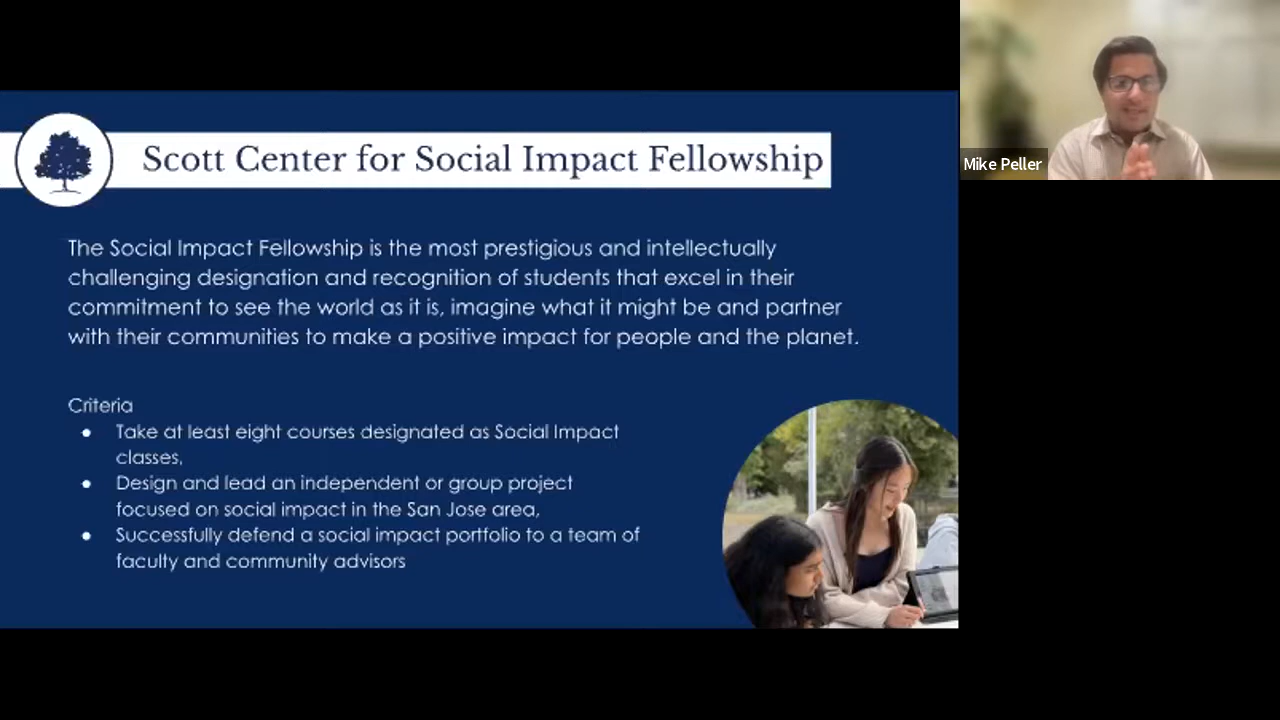 Scott Center for Social Impact Fellowship
The Social Impact Fellowship is the most prestigious and intellectually
challenging designation and recognition of students that excel in their
commitment to see the world as it is, imagine what it might be and partner
with their communities to make a positive impact for people and the planet.
Criteria
● Take at least eight courses designated as Social Impact
classes,
● Design and lead an independent or group project
focused on social impact in the San Jose area,
● Successfully defend a social impact portfolio to a team of
faculty and community advisors
Mike Peller